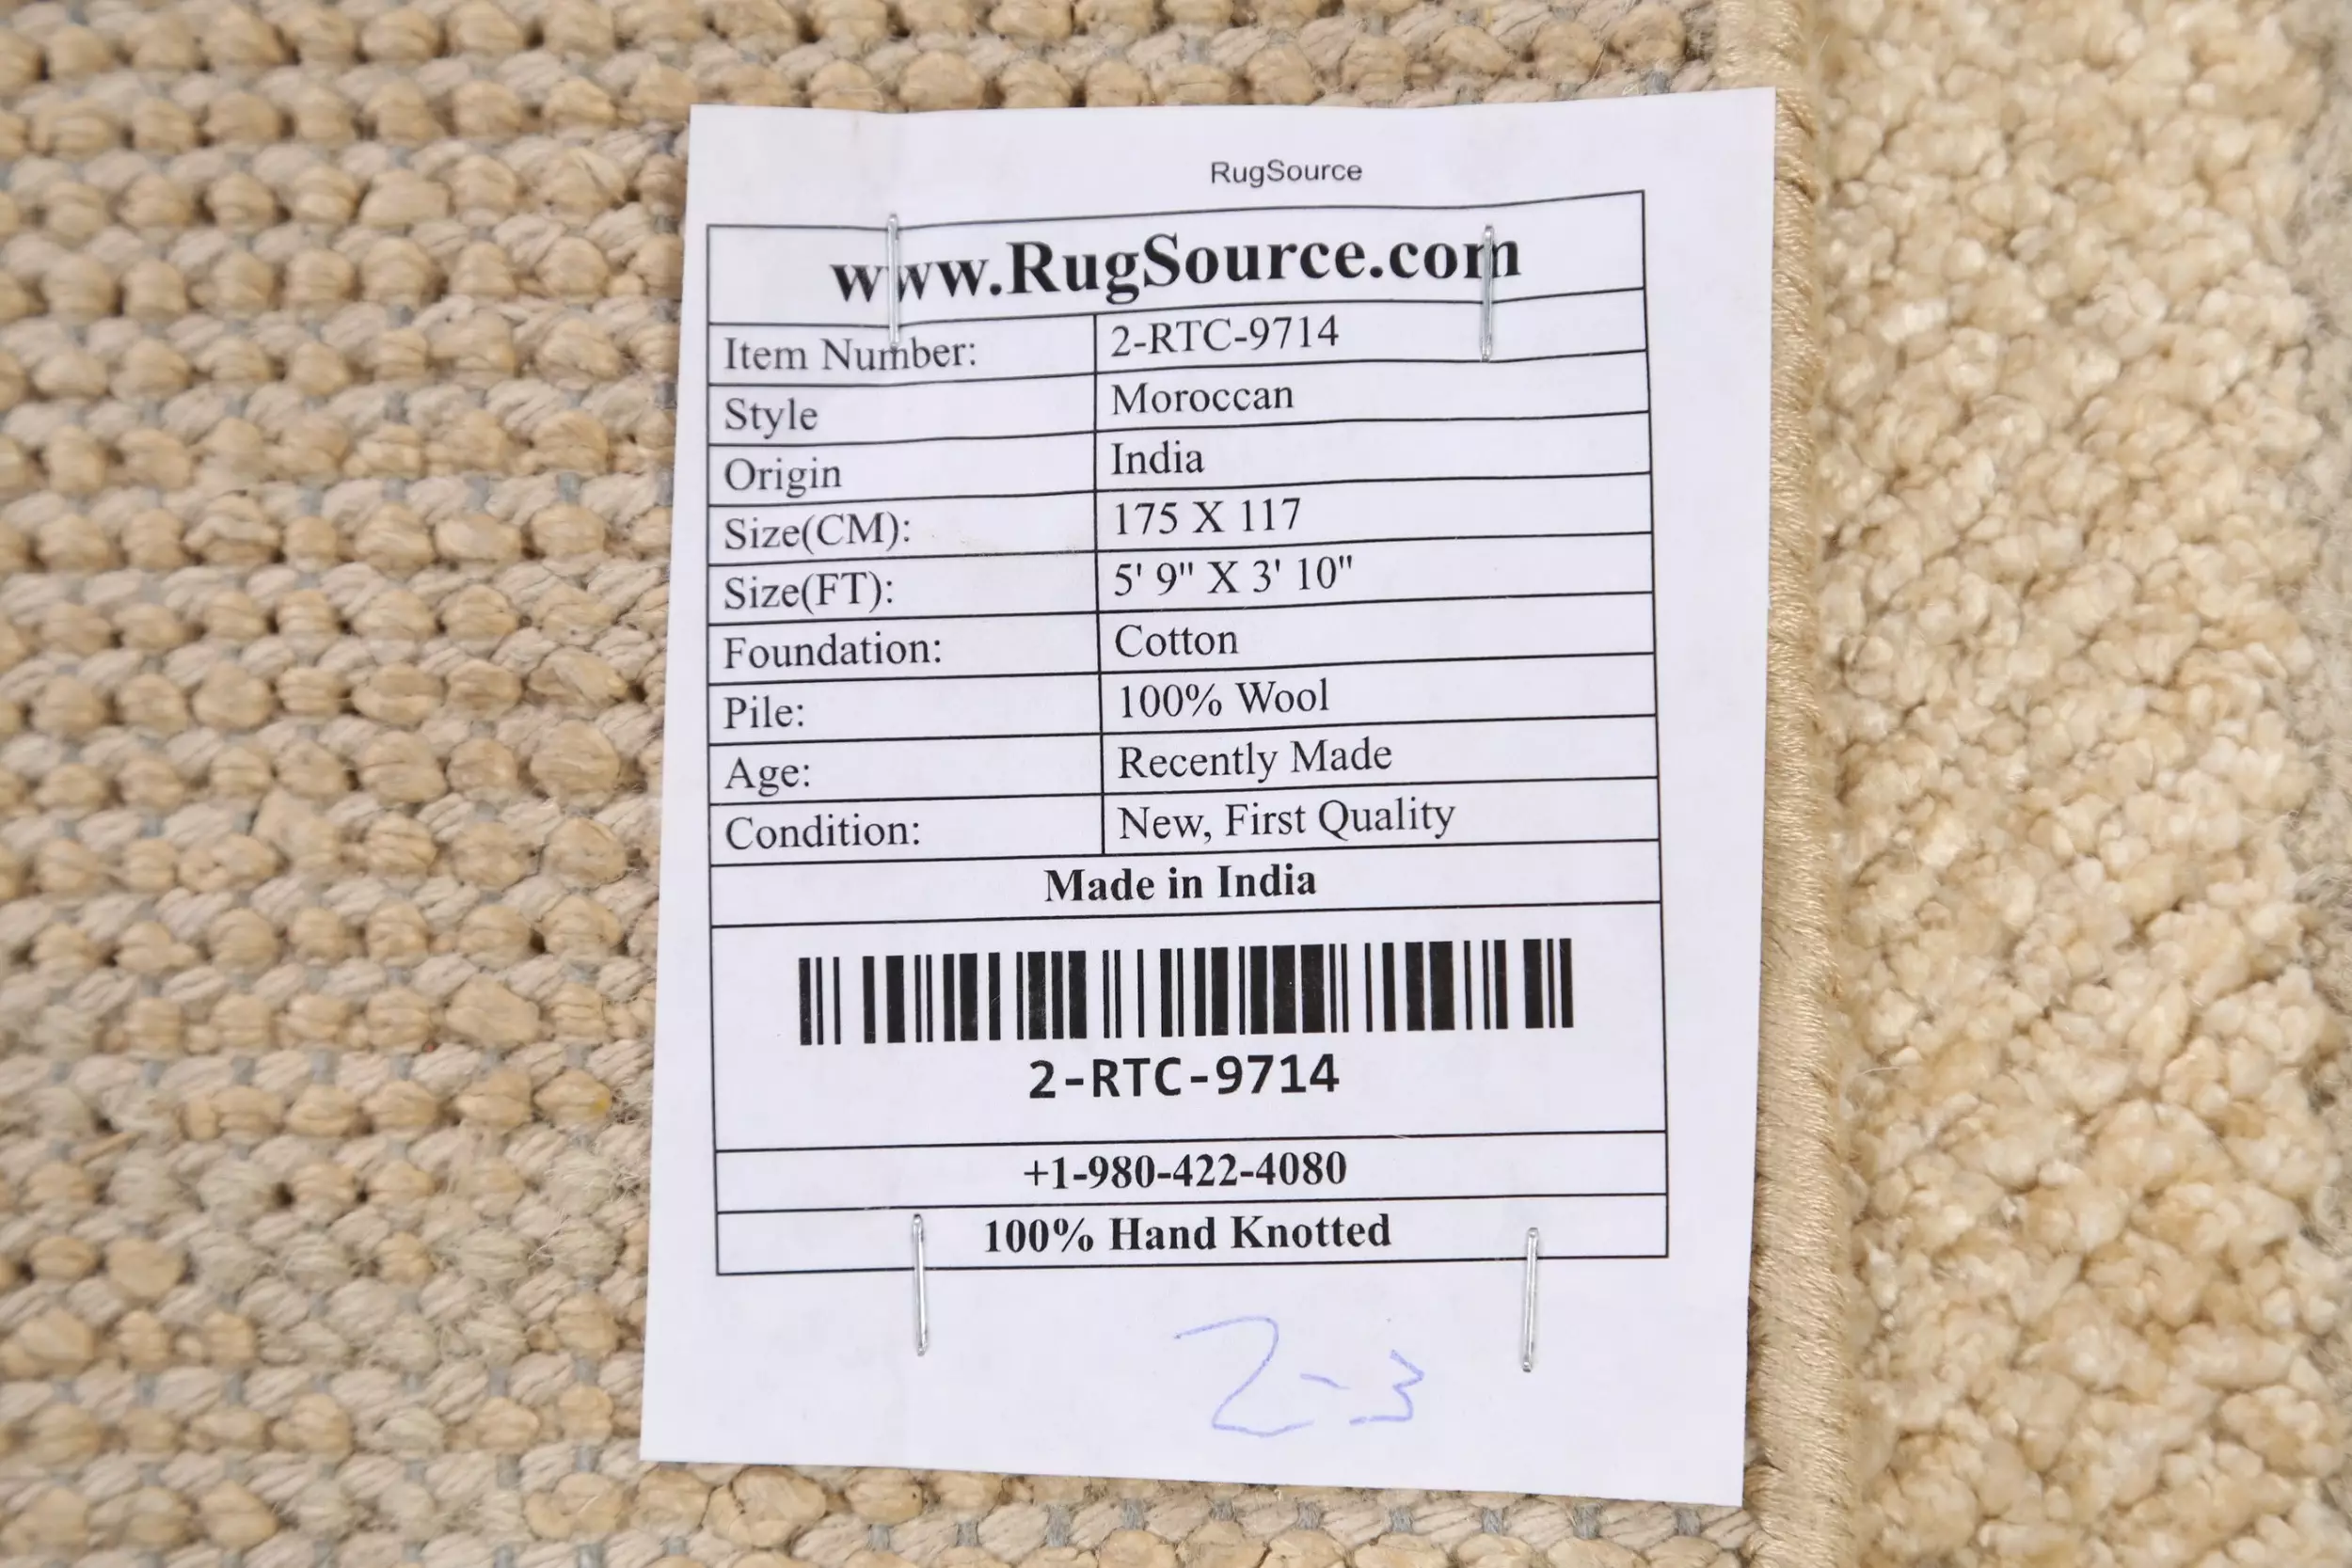 RugSource
www.RugSource.com
Item Number: 2-RTC-9714
Style Moroccan
Origin India
Size(CM): 175 X 117
Size(FT): 5' 9" X 3' 10"
Foundation: Cotton
Pile: 100% Wool
Age: Recently Made
Condition: New, First Quality
Made in India
2-RTC-9714
+1-980-422-4080
100% Hand Knotted
2-3